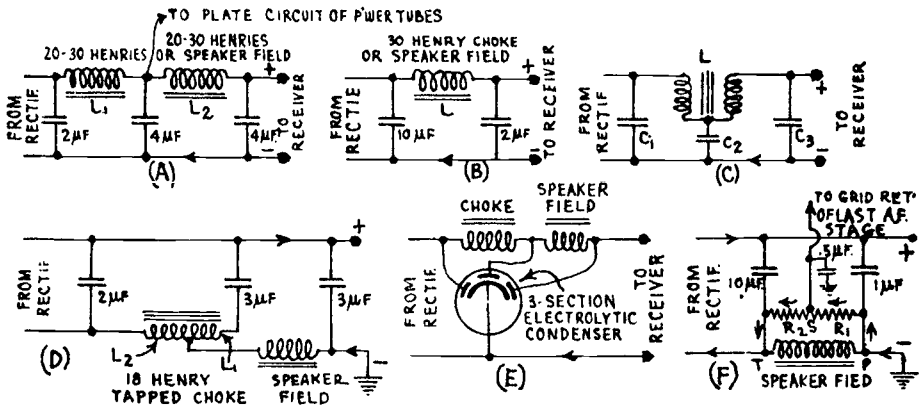 TO PLATE CIRCUIT OF P'WER TUBES
20-30 HENRIES
20-30 HENRIES
OR SPEAKER FIELD
L₁
L₂
+
FROM
RECTIF.
2µF
4µF
4µF
TO
RECEIVER
-
(A)
30 HENRY CHOKE
OR SPEAKER FIELD
FROM
RECTIF
L
10µF
2µF
+
-
TO RECEIVER
(B)
L
FROM
RECTIF
C₁
C₂
C₃
+
-
TO
RECEIVER
(C)
+
FROM
RECTIF
2µF
3µF
3µF
L₂
L₁
-
(D)
18 HENRY
TAPPED CHOKE
SPEAKER
FIELD
CHOKE
SPEAKER
FIELD
FROM
RECTIF.
3-SECTION
ELECTROLYTIC
CONDENSER
TO
RECEIVER
(E)
TO GRID RET.
OF LAST A.F.
STAGE
.5µF
+
FROM
RECTIF.
10µF
1µF
R₂
S
R₁
T
P
-
(F)
SPEAKER FIED